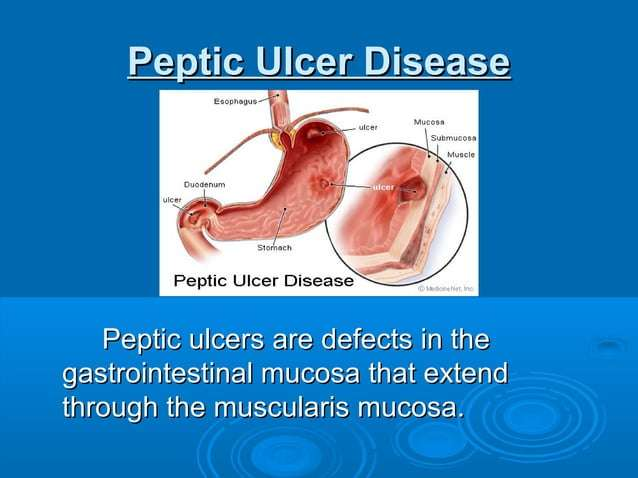 Peptic Ulcer Disease
Esophagus
ulcer
Mucosa
Submucosa
Muscle
Duodenum
ulcer
ulcer
Stomach
Peptic Ulcer Disease
© MedicineNet, Inc.
Peptic ulcers are defects in the
gastrointestinal mucosa that extend
through the muscularis mucosa.